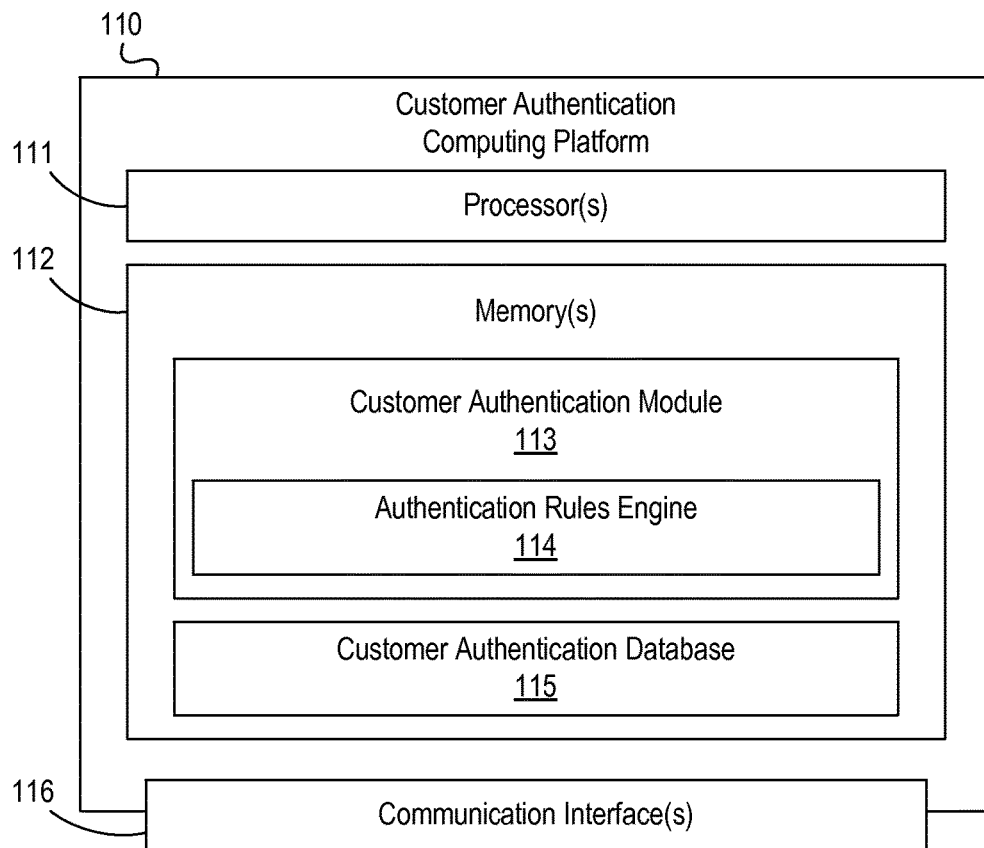 110
Customer Authentication
Computing Platform
111
Processor(s)
112
Memory(s)
Customer Authentication Module
113
Authentication Rules Engine
114
Customer Authentication Database
115
116
Communication Interface(s)